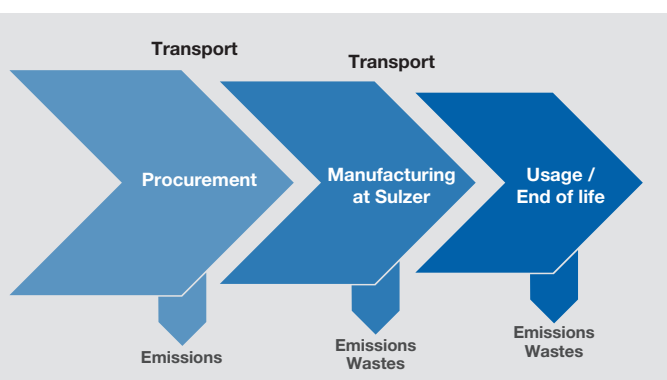 Transport
Transport
Procurement
Manufacturing
at Sulzer
Usage /
End of life
Emissions
Emissions
Wastes
Emissions
Wastes